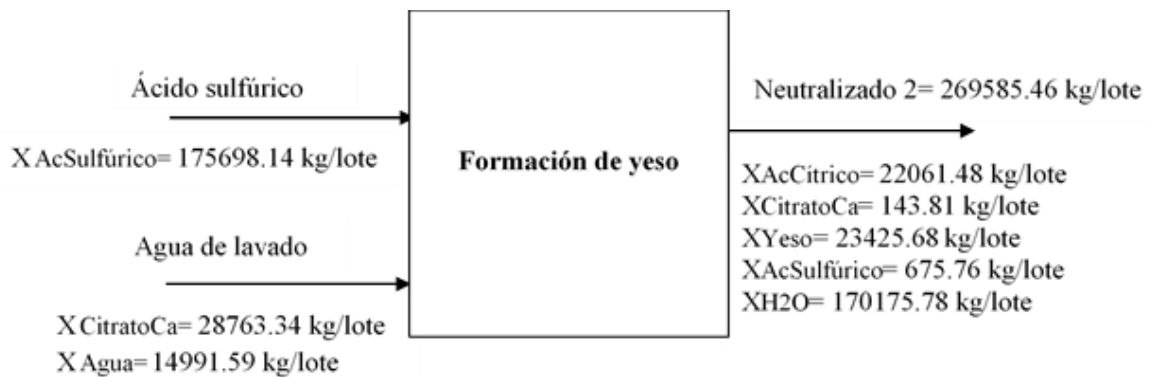 Ácido sulfúrico
XAcSulfúrico= 175698.14 kg/lote
Agua de lavado
XCitratoCa= 28763.34 kg/lote
XAgua=14991.59 kg/lote
Formación de yeso
Neutralizado 2= 269585.46 kg/lote
XAcCitrico= 22061.48 kg/lote
XCitratoCa= 143.81 kg/lote
XYeso= 23425.68 kg/lote
XAcSulfúrico= 675.76 kg/lote
XH2O= 170175.78 kg/lote